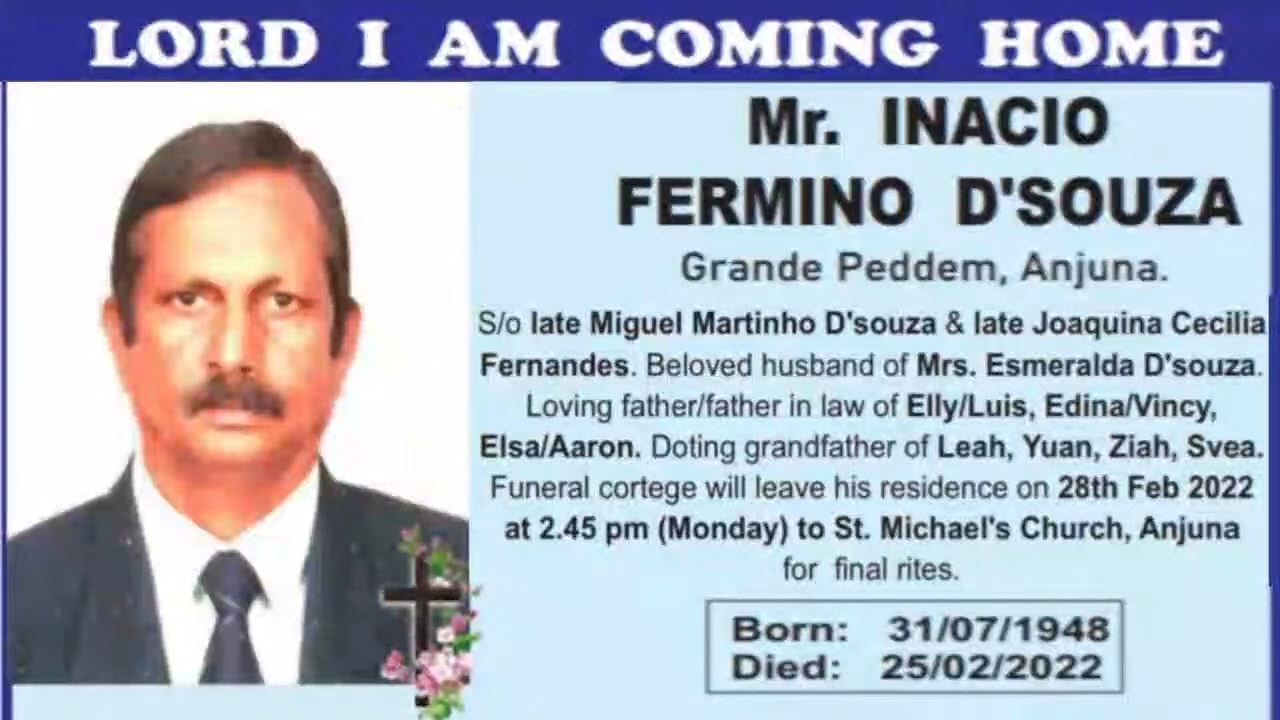 LORD I AM COMING HOME
Mr. INACIO
FERMINO D'SOUZA
Grande Peddem, Anjuna.
S/o late Miguel Martinho D'souza & late Joaquina Cecilia
Fernandes. Beloved husband of Mrs. Esmeralda D'souza.
Loving father/father in law of Elly/Luis, Edina/Vincy,
Elsa/Aaron. Doting grandfather of Leah, Yuan, Ziah, Svea.
Funeral cortege will leave his residence on 28th Feb 2022
at 2.45 pm (Monday) to St. Michael's Church, Anjuna
for final rites.
Born: 31/07/1948
Died: 25/02/2022